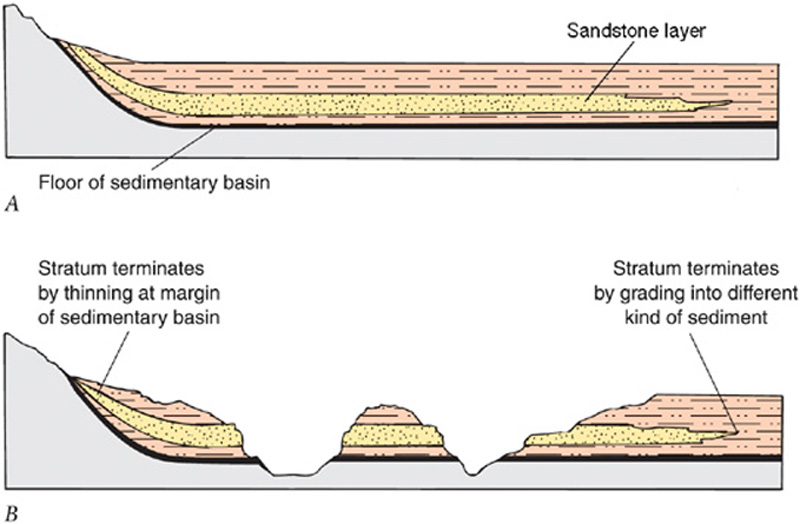 Sandstone layer
Floor of sedimentary basin
A
Stratum terminates
by thinning at margin
of sedimentary basin
Stratum terminates
by grading into different
kind of sediment
B